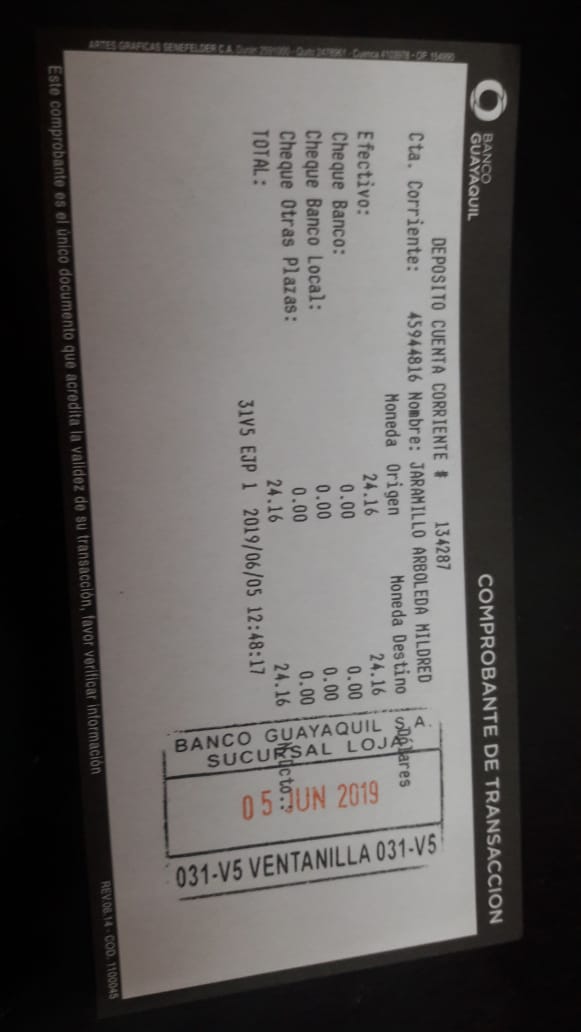 BANCO
GUAYAQUIL
COMPROBANTE DE TRANSACCION
DEPOSITO CUENTA CORRIENTE # 134287
Cta. Corriente: 45944816 Nombre: JARAMILLO ARBOLEDA MILDRED
Moneda Origen Moneda Destino Dólares
Efectivo: 24.16 24.16
Cheque Banco: 0.00 0.00
Cheque Banco Local: 0.00 0.00
Cheque Otras Plazas: 0.00 0.00
TOTAL: 24.16 24.16
31V5 EJP 1 2019/06/05 12:48:17
BANCO GUAYAQUIL S.A.
SUCURSAL LOJA
05 JUN 2019
031-V5 VENTANILLA 031-V5
Este comprobante es el único documento que acredita la validez de su transacción, favor verificar información
REV.06.14 - COD. 1100045
ARTES GRAFICAS SENEFELDER C.A.